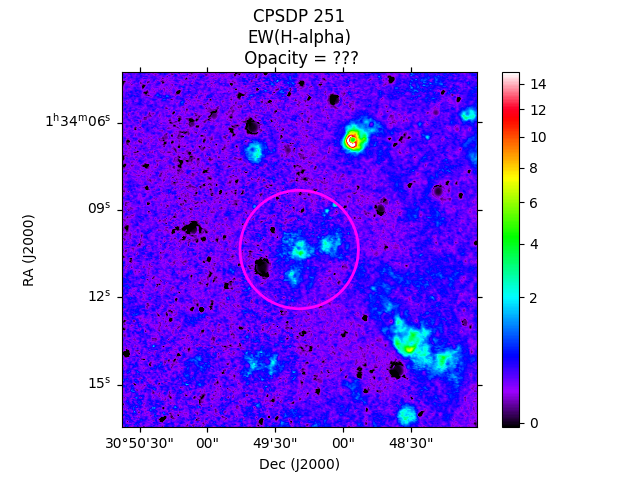 CPSDP 251
EW(H-alpha)
Opacity = ???
1ʰ34ᵐ06ˢ
09ˢ
12ˢ
15ˢ
RA (J2000)
30°50'30" 00" 49'30" 00" 48'30"
Dec (J2000)
14
12
10
8
6
4
2
0